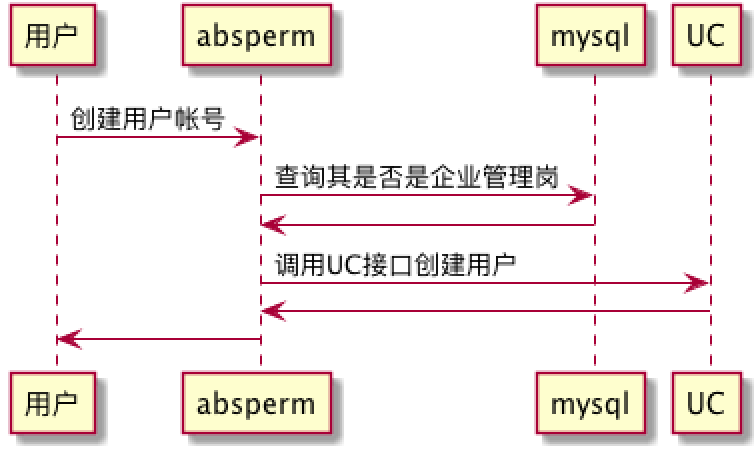 用户 absperm mysql UC
创建用户帐号
查询其是否是企业管理岗
调用UC接口创建用户
用户 absperm mysql UC